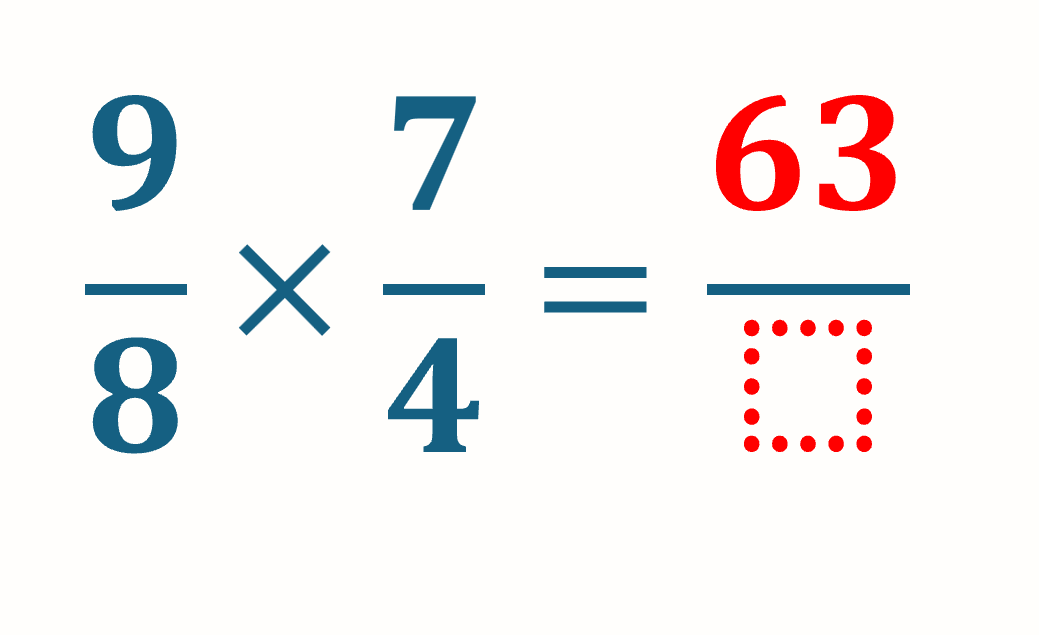 9/8 × 7/4 = 63/⬚